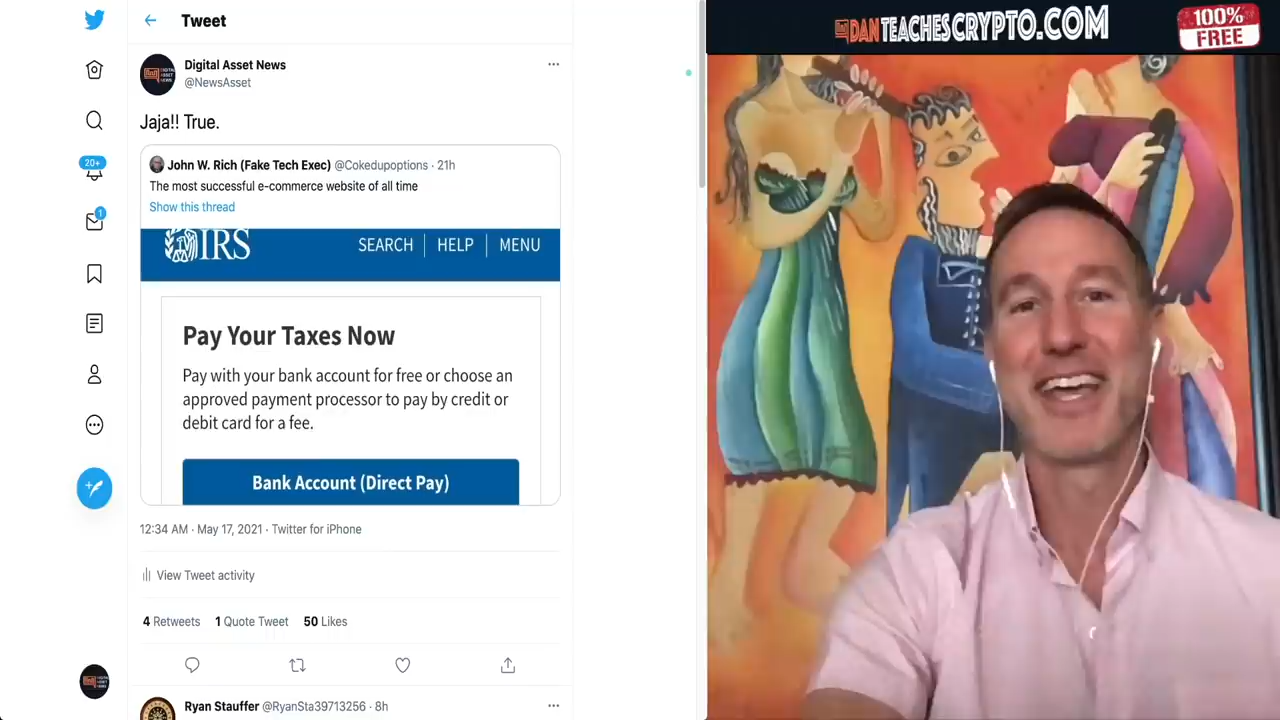 Tweet
Digital Asset News
@NewsAsset
Jaja!! True.
John W. Rich (Fake Tech Exec) @Cokedupoptions · 21h
The most successful e-commerce website of all time
Show this thread
IRS
SEARCH
HELP
MENU
Pay Your Taxes Now
Pay with your bank account for free or choose an
approved payment processor to pay by credit or
debit card for a fee.
Bank Account (Direct Pay)
12:34 AM · May 17, 2021 · Twitter for iPhone
View Tweet activity
4 Retweets 1 Quote Tweet 50 Likes
Ryan Stauffer @RyanSta39713256 · 8h
20+
1
DANTEACHESCRYPTO.COM
100%
FREE